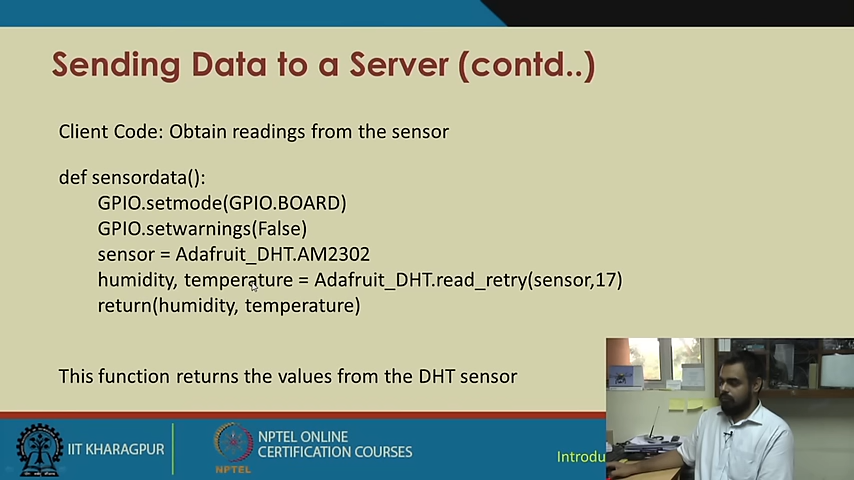 Sending Data to a Server (contd..)
Client Code: Obtain readings from the sensor
def sensordata():
GPIO.setmode(GPIO.BOARD)
GPIO.setwarnings(False)
sensor = Adafruit_DHT.AM2302
humidity, temperature = Adafruit_DHT.read_retry(sensor,17)
return(humidity, temperature)
This function returns the values from the DHT sensor
IIT KHARAGPUR
NPTEL
NPTEL ONLINE
CERTIFICATION COURSES
Introdu